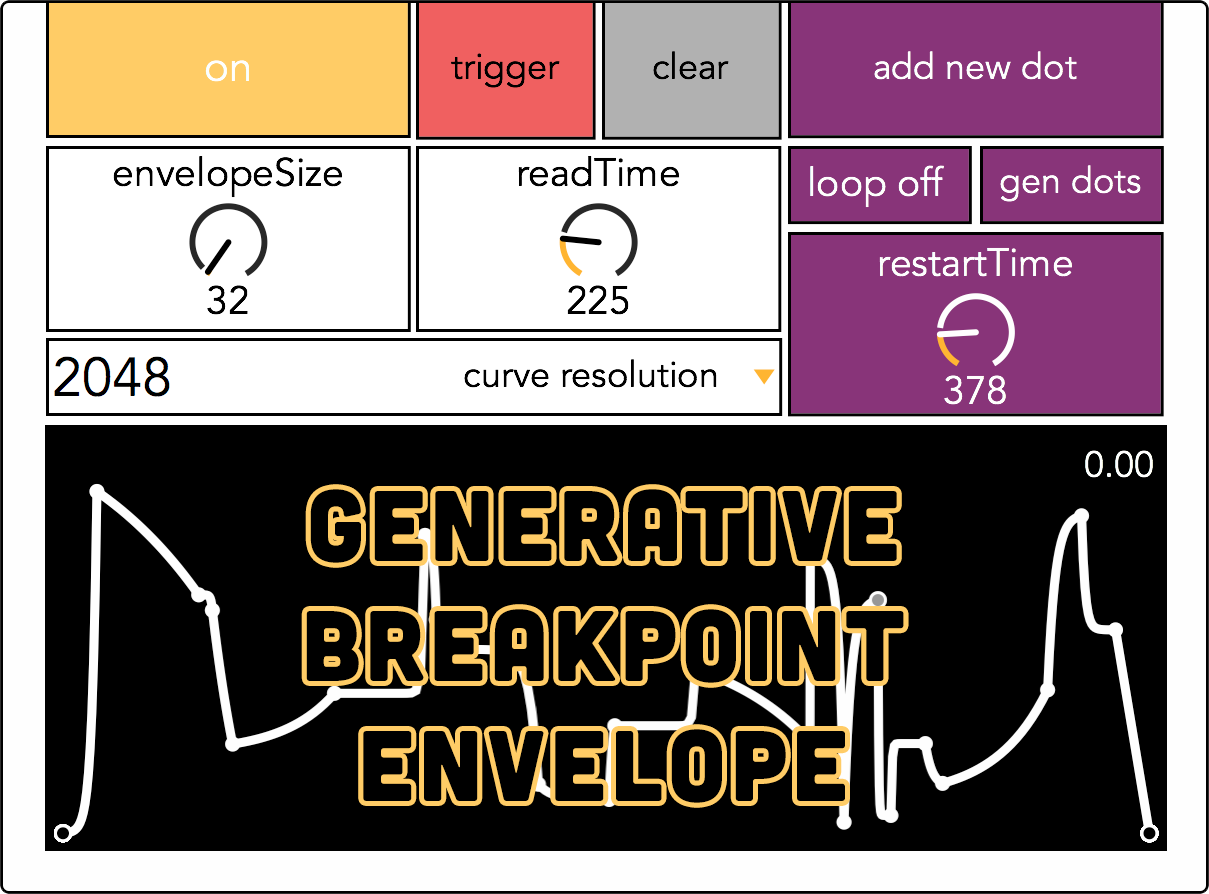 on
trigger
clear
add new dot
envelopeSize
32
readTime
225
loop off
gen dots
restartTime
378
2048
curve resolution
0.00
GENERATIVE
BREAKPOINT
ENVELOPE